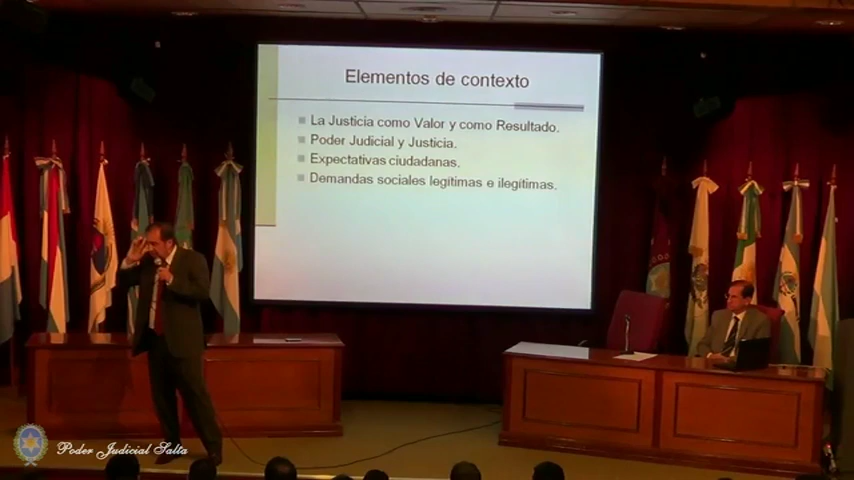 Elementos de contexto
La Justicia como Valor y como Resultado.
Poder Judicial y Justicia.
Expectativas ciudadanas.
Demandas sociales legítimas e ilegítimas.
Poder Judicial Salta